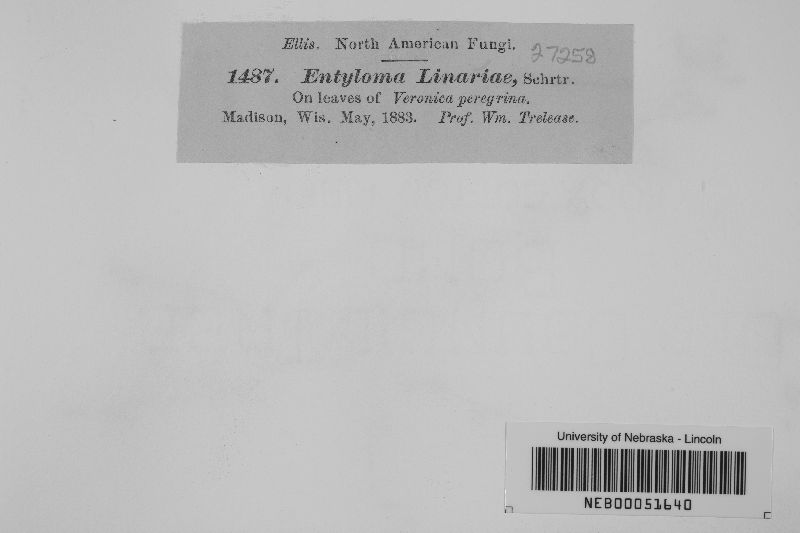 Ellis. North American Fungi.
27258
1487. Entyloma Linariae, Schrtr.
On leaves of Veronica peregrina.
Madison, Wis. May, 1883. Prof. Wm. Trelease.
University of Nebraska - Lincoln
NEB00051640